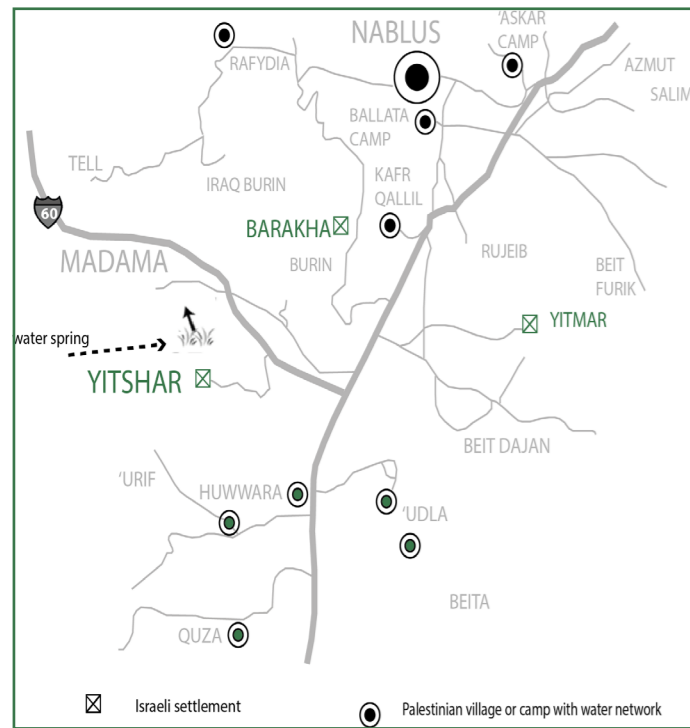 NABLUS
'ASKAR
CAMP
RAFYDIA
AZMUT
SALIM
BALLATA
CAMP
TELL
IRAQ BURIN
KAFR
QALLIL
60
BARAKHA
MADAMA
BURIN
RUJEIB
BEIT
FURIK
YITMAR
water spring
YITSHAR
BEIT DAJAN
'URIF
HUWWARA
'UDLA
BEITA
QUZA
Israeli settlement
Palestinian village or camp with water network